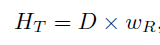 H_T = D × w_R,